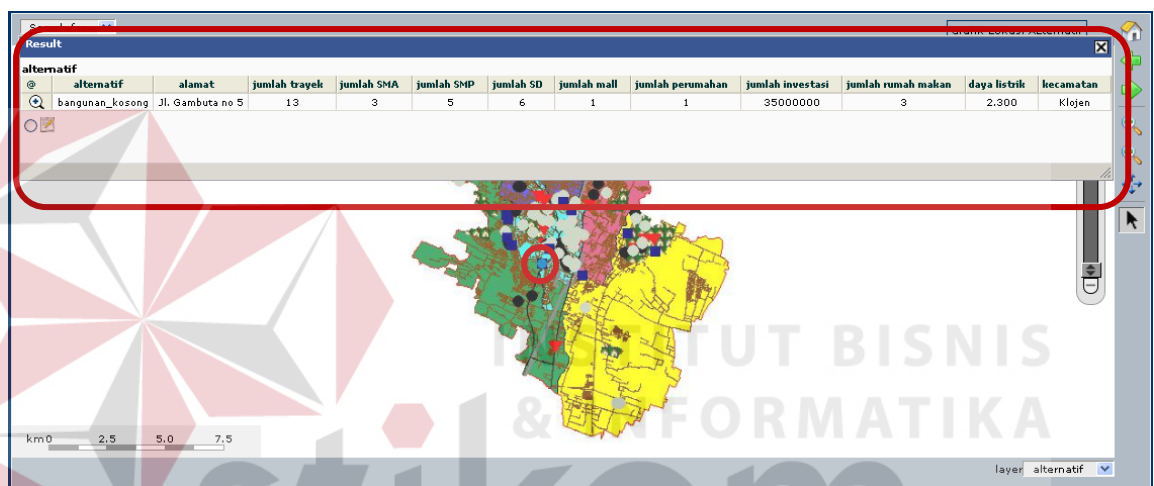 Result
alternatif
@ alternatif alamat jumlah trayek jumlah SMA jumlah SMP jumlah SD jumlah mall jumlah perumahan jumlah investasi jumlah rumah makan daya listrik kecamatan
bangunan_kosong Jl. Gambuta no 5 13 3 5 6 1 1 35000000 3 2.300 Klojen
INSTITUT BISNIS
& INFORMATIKA
stikom
km0 2.5 5.0 7.5
layer alternatif